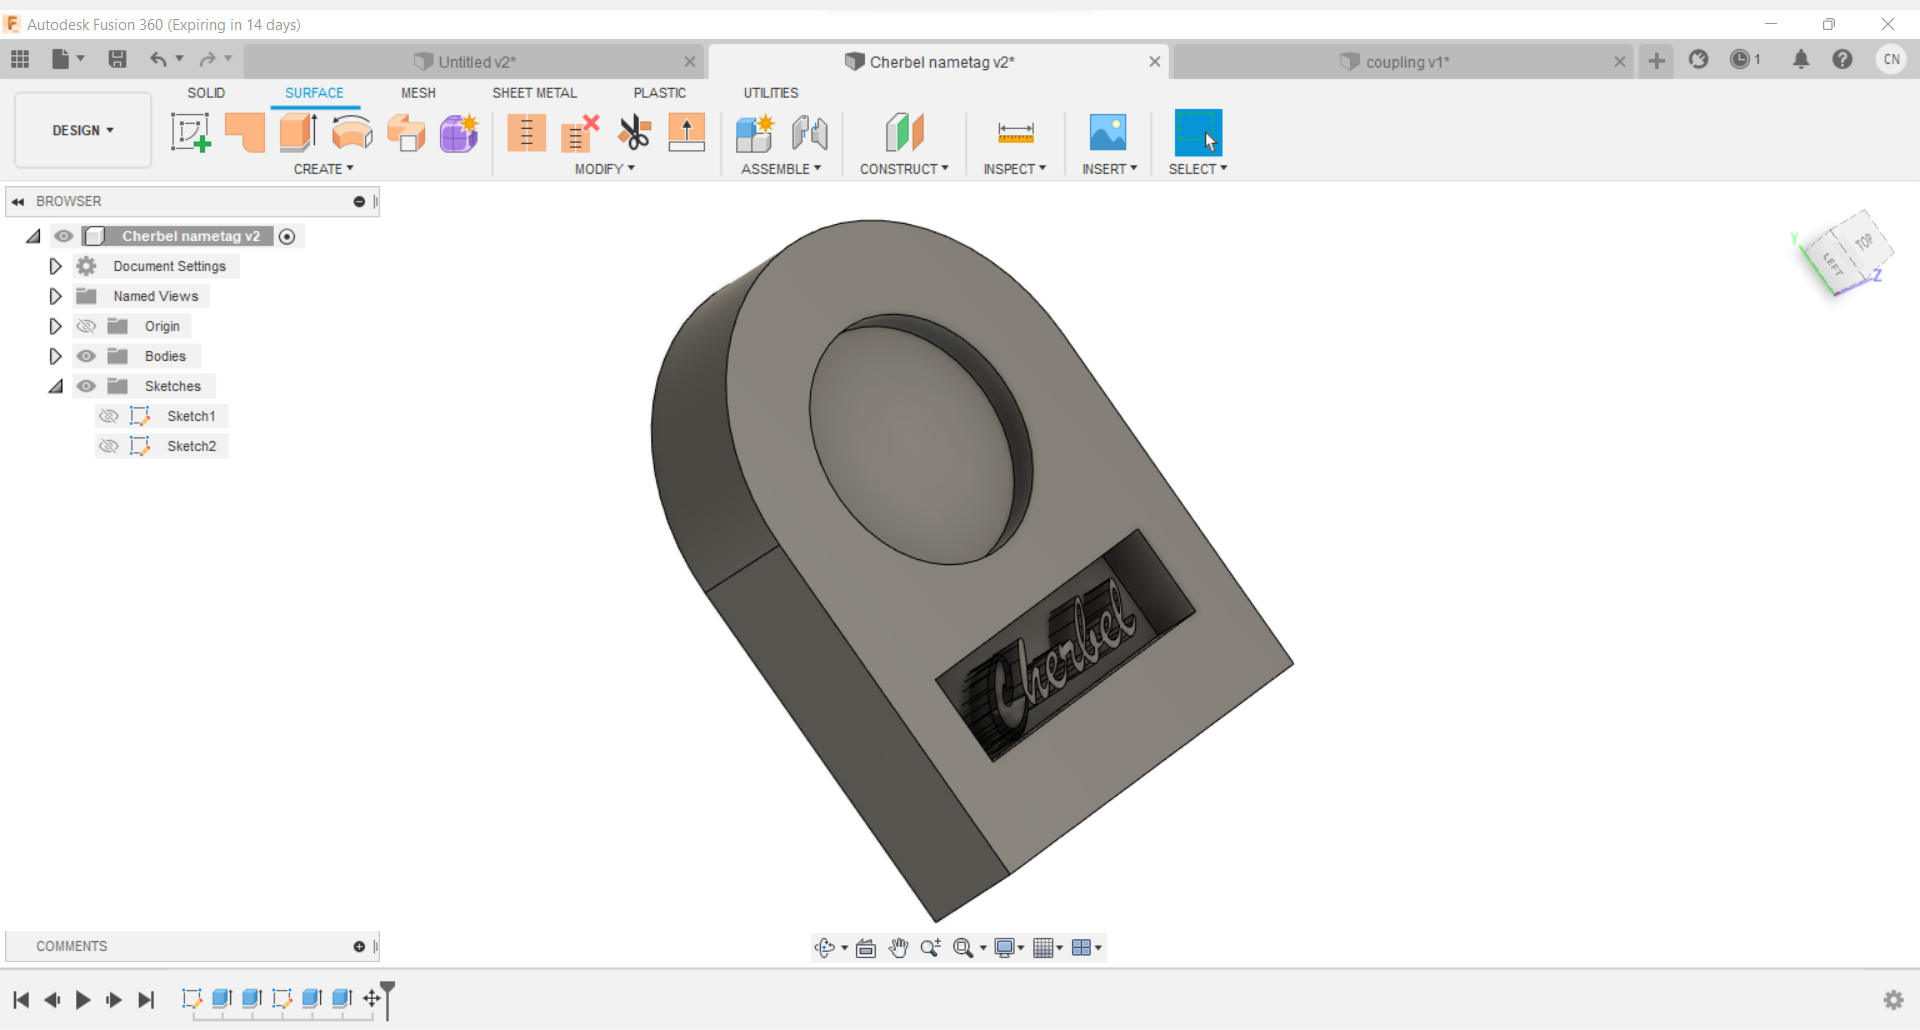 Autodesk Fusion 360 (Expiring in 14 days)
Untitled v2*
Cherbel nametag v2*
coupling v1*
1
CN
SOLID
SURFACE
MESH
SHEET METAL
PLASTIC
UTILITIES
DESIGN
CREATE
MODIFY
ASSEMBLE
CONSTRUCT
INSPECT
INSERT
SELECT
BROWSER
Cherbel nametag v2
Document Settings
Named Views
Origin
Bodies
Sketches
Sketch1
Sketch2
Y
LEFT
TOP
Z
Cherbel
COMMENTS